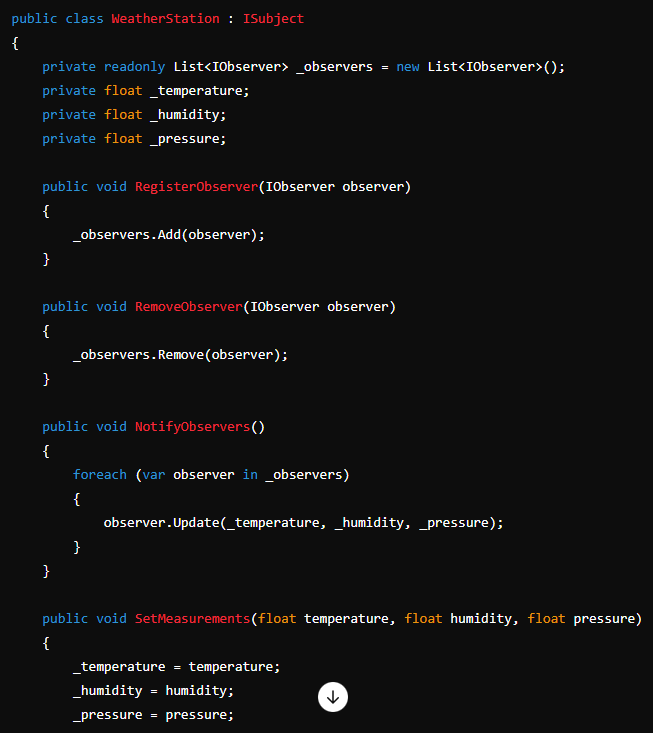 public class WeatherStation : ISubject
{
    private readonly List<IObserver> _observers = new List<IObserver>();
    private float _temperature;
    private float _humidity;
    private float _pressure;

    public void RegisterObserver(IObserver observer)
    {
        _observers.Add(observer);
    }

    public void RemoveObserver(IObserver observer)
    {
        _observers.Remove(observer);
    }

    public void NotifyObservers()
    {
        foreach (var observer in _observers)
        {
            observer.Update(_temperature, _humidity, _pressure);
        }
    }

    public void SetMeasurements(float temperature, float humidity, float pressure)
    {
        _temperature = temperature;
        _humidity = humidity;
        _pressure = pressure;